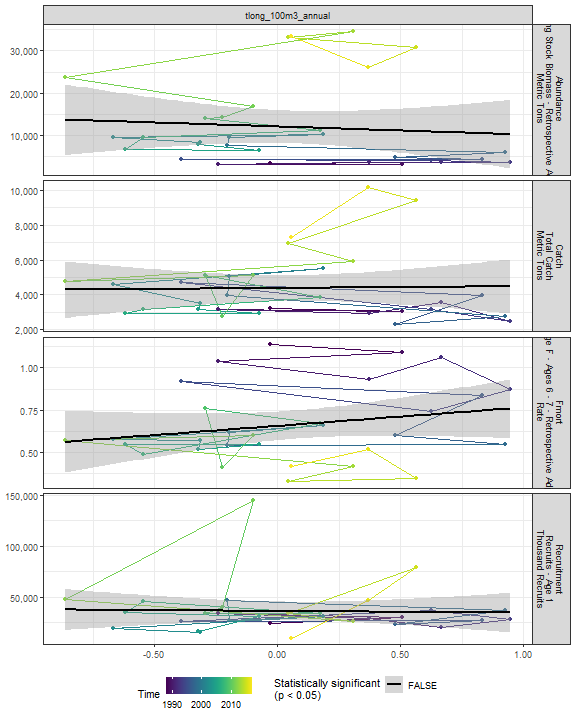 tlong_100m3_annual
30,000
20,000
10,000
Abundance
ng Stock Biomass - Retrospective A
Metric Tons
10,000
8,000
6,000
4,000
2,000
Catch
Total Catch
Metric Tons
1.00
0.75
0.50
Fmort
ge F - Ages 6 - 7 - Retrospective Ad
Rate
150,000
100,000
50,000
Recruitment
Recruits - Age 1
Thousand Recruits
-0.50 0.00 0.50 1.00
Time
1990 2000 2010
Statistically significant
(p < 0.05)
FALSE